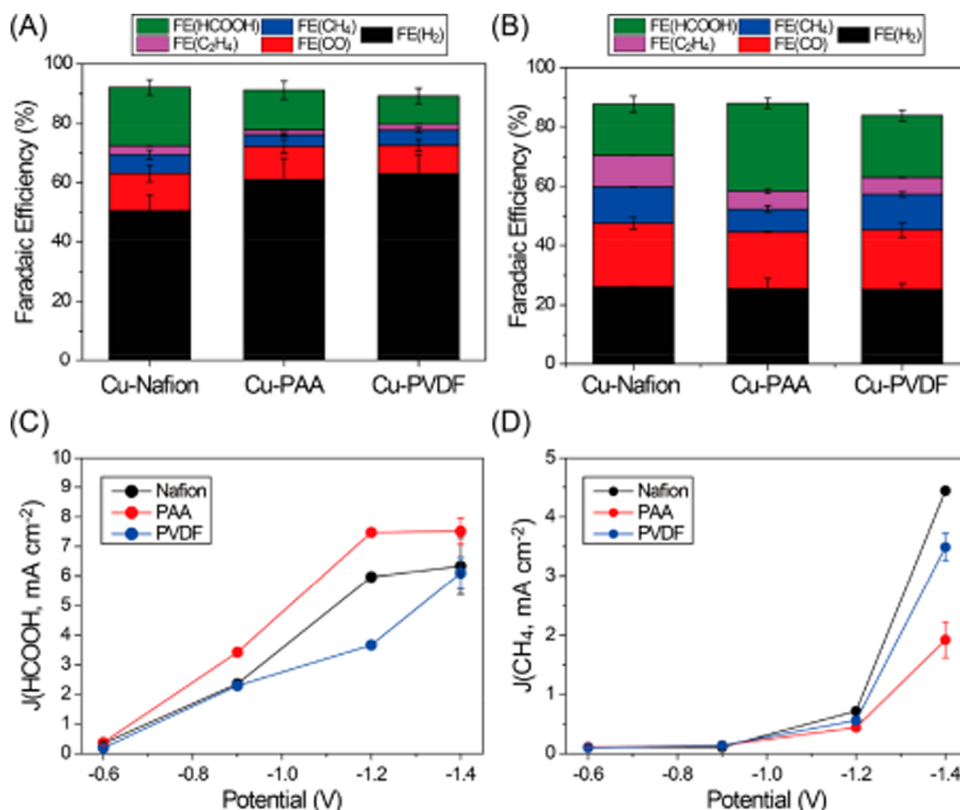 (A)
FE(HCOOH) FE(CH₄) FE(H₂)
FE(C₂H₄) FE(CO)
Faradaic Efficiency (%)
100
80
60
40
20
0
Cu-Nafion Cu-PAA Cu-PVDF
(B)
FE(HCOOH) FE(CH₄) FE(H₂)
FE(C₂H₄) FE(CO)
Faradaic Efficiency (%)
100
80
60
40
20
0
Cu-Nafion Cu-PAA Cu-PVDF
(C)
J(HCOOH, mA cm⁻²)
10
9
8
7
6
5
4
3
2
1
0
Nafion
PAA
PVDF
-0.6 -0.8 -1.0 -1.2 -1.4
Potential (V)
(D)
J(CH₄, mA cm⁻²)
5
4
3
2
1
0
Nafion
PAA
PVDF
-0.6 -0.8 -1.0 -1.2 -1.4
Potential (V)